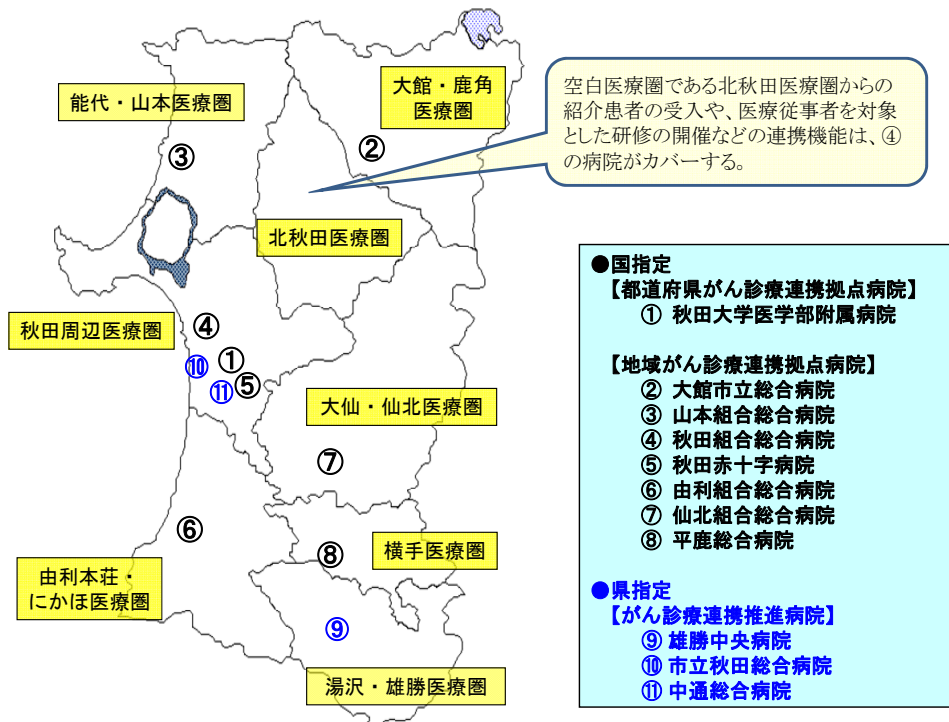 大館・鹿角
医療圏
能代・山本医療圏
空白医療圏である北秋田医療圏からの
紹介患者の受入や、医療従事者を対象
とした研修の開催などの連携機能は、④
の病院がカバーする。
②
③
北秋田医療圏
秋田周辺医療圏
④
①
⑩
⑤
⑪
大仙・仙北医療圏
⑦
⑥
⑧
横手医療圏
由利本荘・
にかほ医療圏
⑨
湯沢・雄勝医療圏
●国指定
【都道府県がん診療連携拠点病院】
① 秋田大学医学部附属病院
【地域がん診療連携拠点病院】
② 大館市立総合病院
③ 山本組合総合病院
④ 秋田組合総合病院
⑤ 秋田赤十字病院
⑥ 由利組合総合病院
⑦ 仙北組合総合病院
⑧ 平鹿総合病院
●県指定
【がん診療連携推進病院】
⑨ 雄勝中央病院
⑩ 市立秋田総合病院
⑪ 中通総合病院